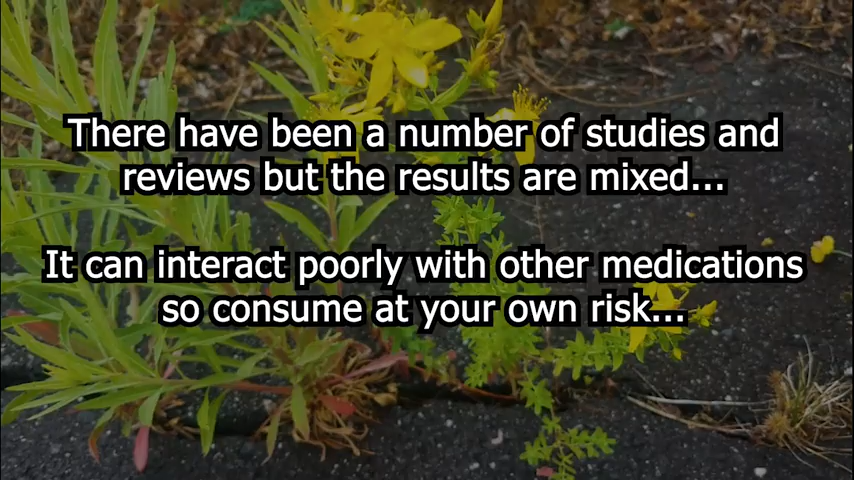 There have been a number of studies and
reviews but the results are mixed...
It can interact poorly with other medications
so consume at your own risk...